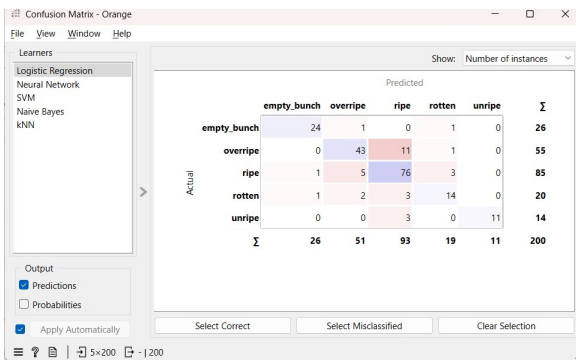 Confusion Matrix - Orange
File View Window Help
Learners
Logistic Regression
Neural Network
SVM
Naive Bayes
kNN
Output
Predictions
Probabilities
Apply Automatically
Show: Number of instances
Predicted
empty_bunch overripe ripe rotten unripe Σ
Actual
empty_bunch 24 1 0 1 0 26
overripe 0 43 11 1 0 55
ripe 1 5 76 3 0 85
rotten 1 2 3 14 0 20
unripe 0 0 3 0 11 14
Σ 26 51 93 19 11 200
Select Correct Select Misclassified Clear Selection
5×200 - | 200